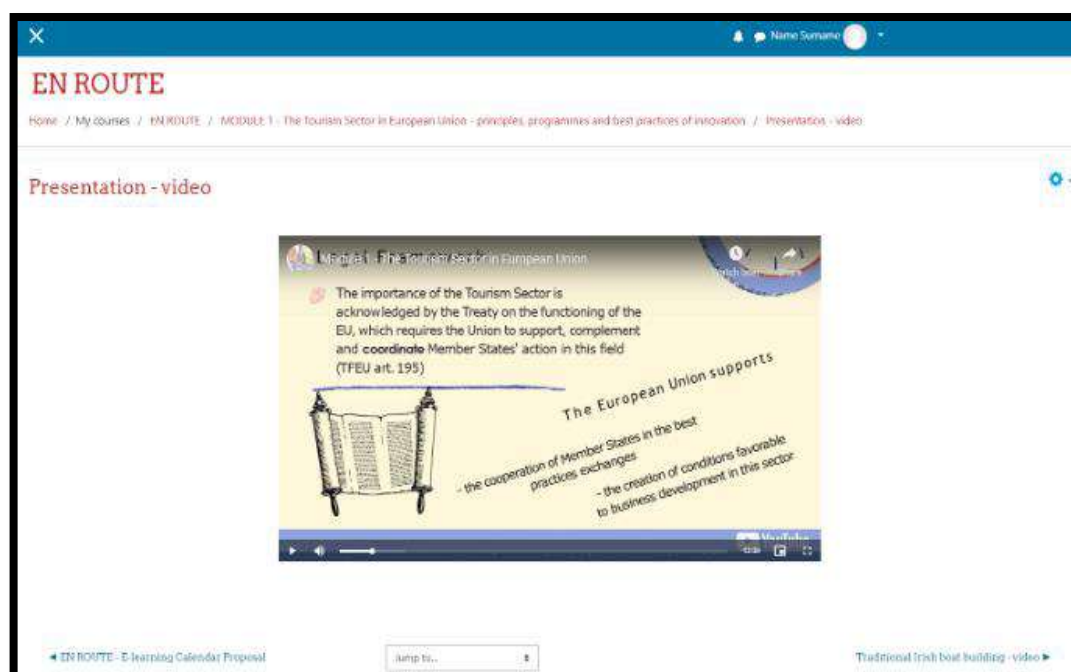 Name Surname
EN ROUTE
Home / My courses / EN ROUTE / MODULE 1 - The Tourism Sector in European Union - principles, programmes and best practices of innovation / Presentation - video
Presentation - video
Module 1 - The Tourism Sector in European Union
The importance of the Tourism Sector is
acknowledged by the Treaty on the functioning of the
EU, which requires the Union to support, complement
and coordinate Member States' action in this field
(TFEU art. 195)
The European Union supports
- the cooperation of Member States in the best
practices exchanges
- the creation of conditions favorable
to business development in this sector
YouTube
◄ EN ROUTE - E-learning Calendar Proposal
Jump to...
Traditional Irish boat building - video ►